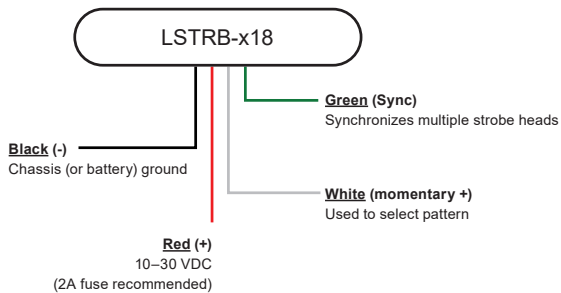 LSTRB-x18
Green (Sync)
Synchronizes multiple strobe heads
Black (-)
Chassis (or battery) ground
White (momentary +)
Used to select pattern
Red (+)
10–30 VDC
(2A fuse recommended)